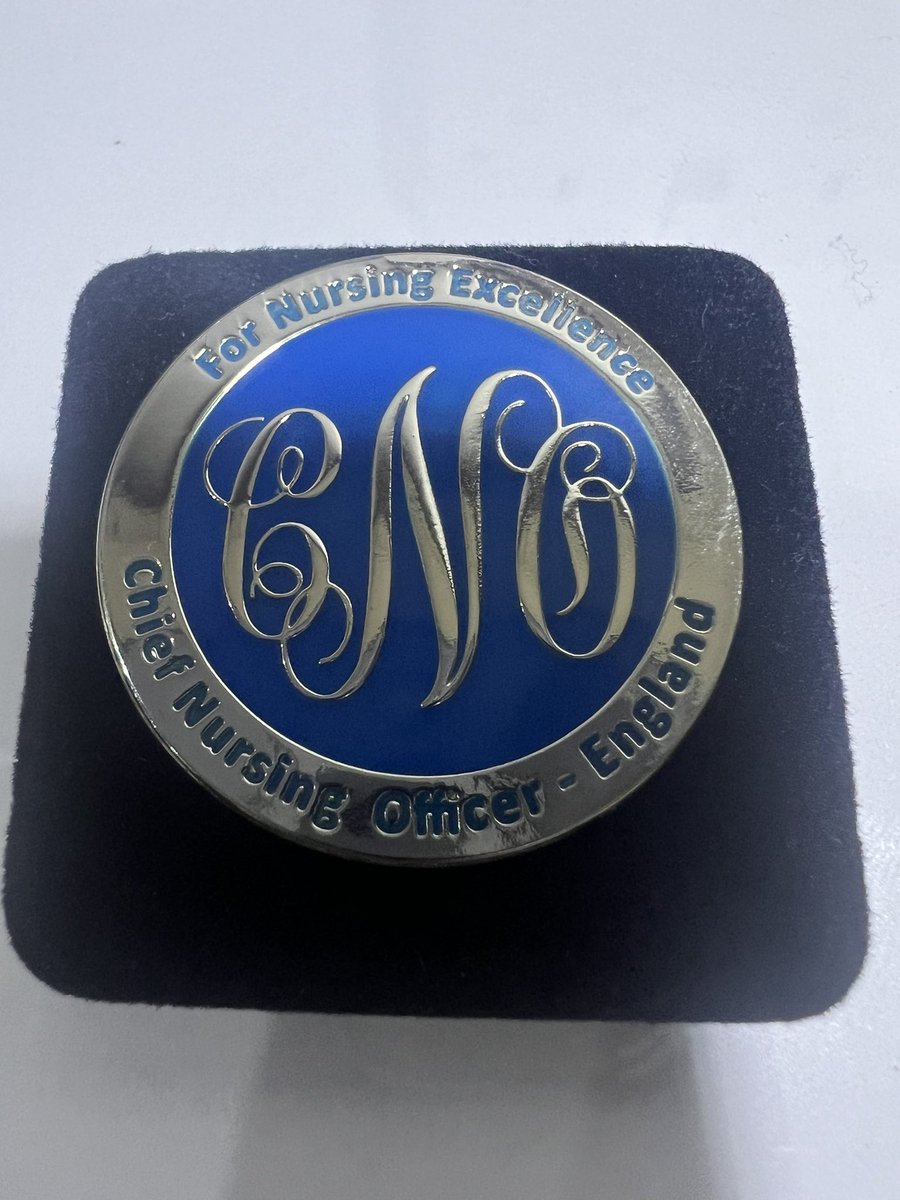 For Nursing Excellence
CNO
Chief Nursing Officer - England